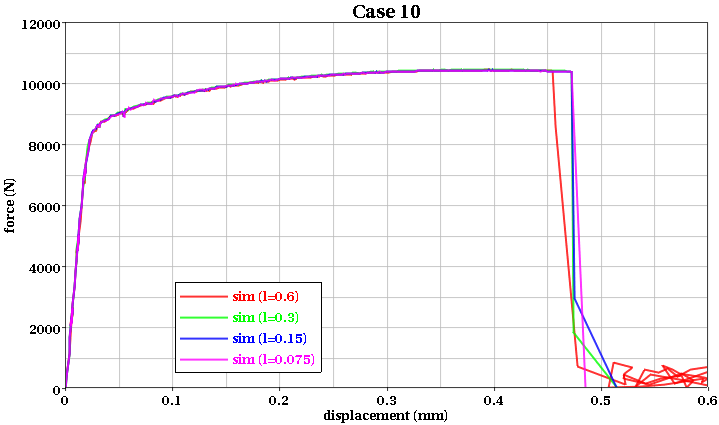 Case 10
12000
10000
8000
6000
4000
2000
0
force (N)
sim (l=0.6)
sim (l=0.3)
sim (l=0.15)
sim (l=0.075)
0 0.1 0.2 0.3 0.4 0.5 0.6
displacement (mm)